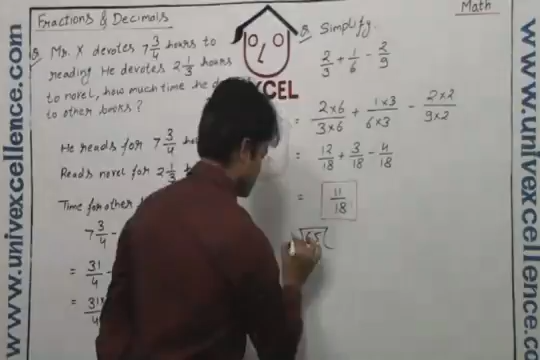 Math
Fractions & Decimals
Q. Mr. X devotes 7 3/4 hours to
reading He devotes 2 1/3 hours
to novel, how much time he
to other books?
EXCEL
He reads for 7 3/4
Reads novel for 2 1/3
Time for other
7 3/4 -
= 31/4 -
= 31
Q. Simplify.
2/3 + 1/6 - 2/9
= 2×6/3×6 + 1×3/6×3 - 2×2/9×2
= 12/18 + 3/18 - 4/18
= 11/18
www.univexcellence.com
www.univexcellence.com